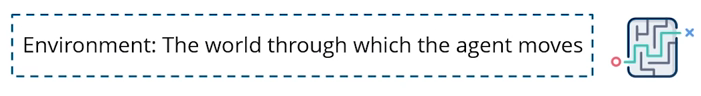 Environment: The world through which the agent moves